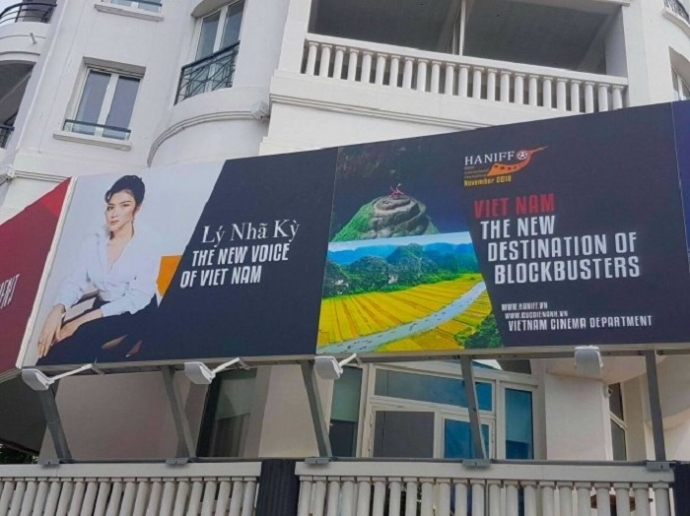 Lý Nhã Kỳ
THE NEW VOICE
OF VIET NAM
HANIFF
November 2018
VIET NAM
THE NEW
DESTINATION OF
BLOCKBUSTERS
WWW.HANIFF.VN
WWW.CUCDIENANH.VN
VIETNAM CINEMA DEPARTMENT